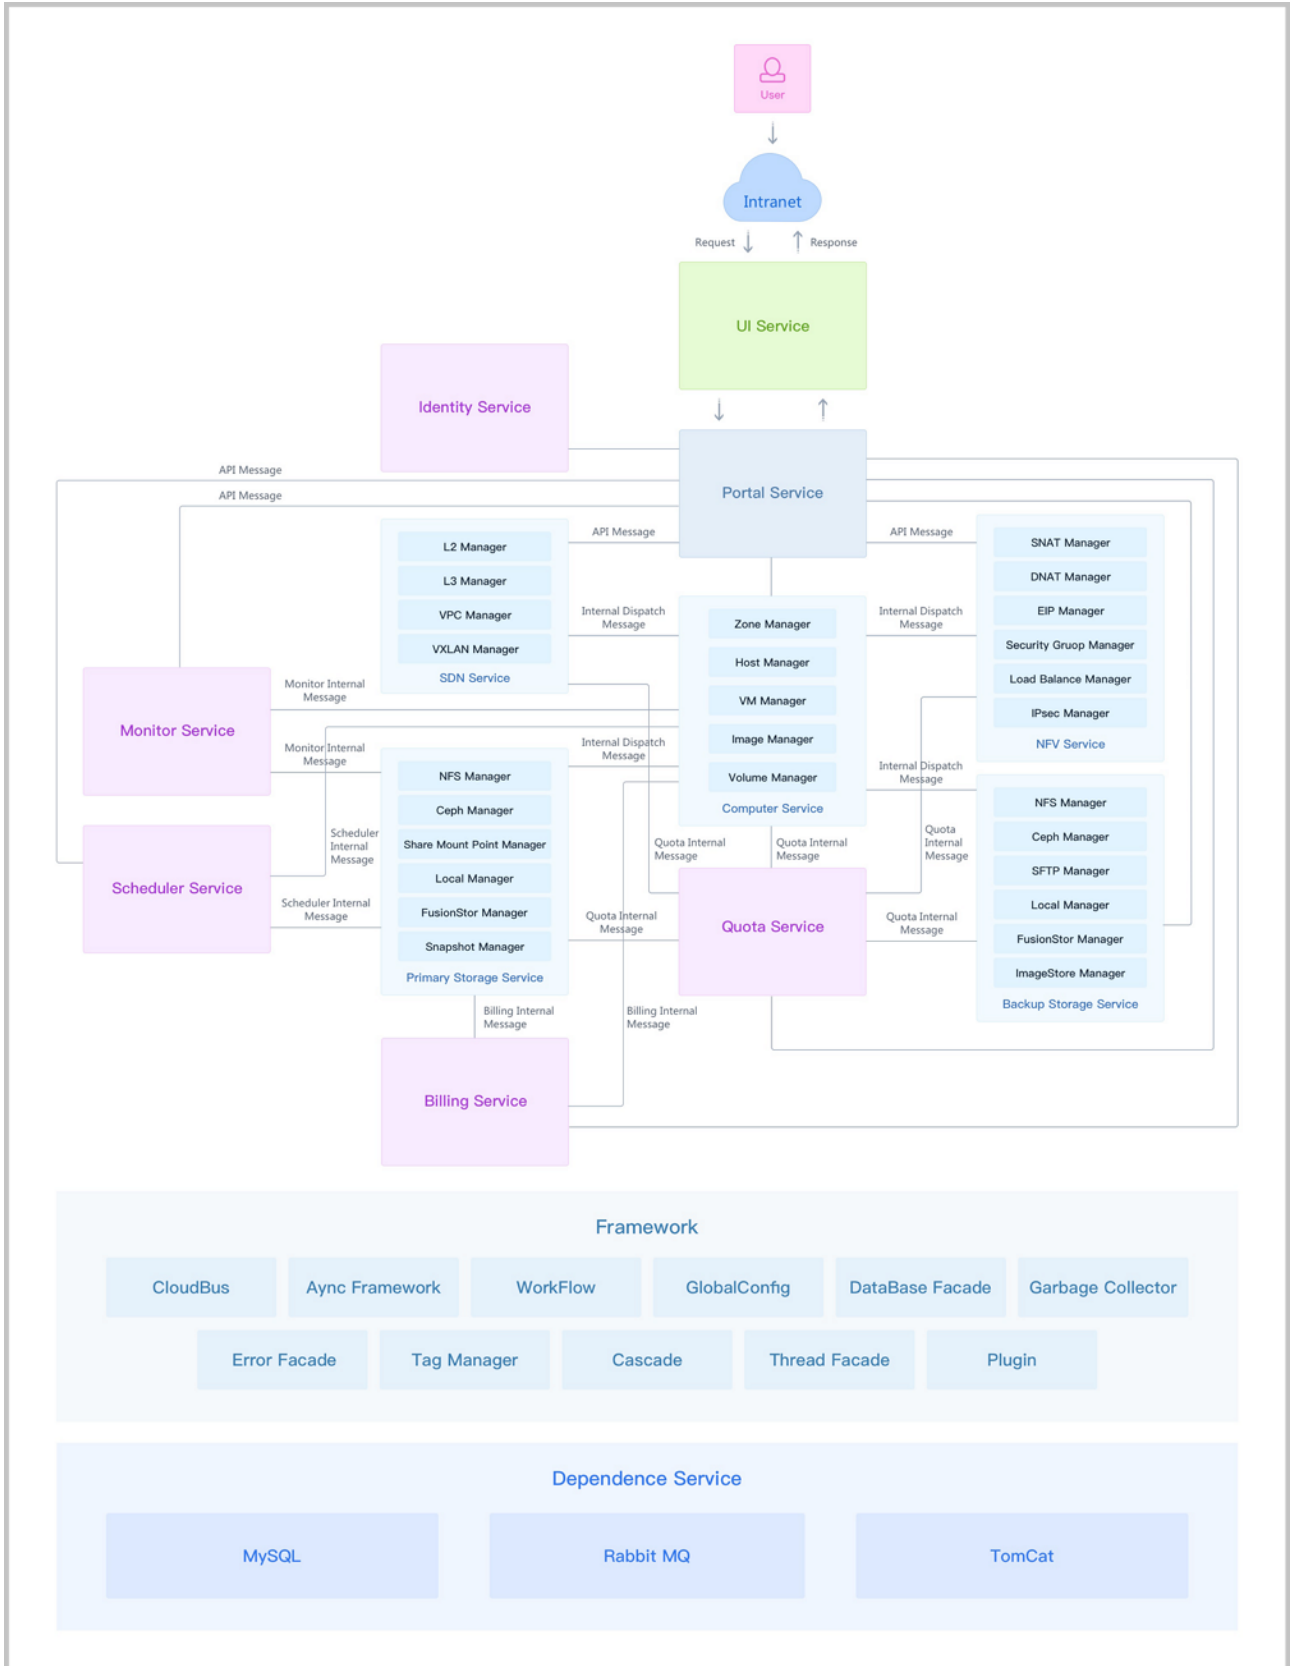 User
Intranet
Request
Response
UI Service
Identity Service
API Message
API Message
Portal Service
API Message
API Message
L2 Manager
L3 Manager
VPC Manager
VXLAN Manager
SDN Service
Internal Dispatch
Message
Zone Manager
Host Manager
VM Manager
Image Manager
Volume Manager
Computer Service
Internal Dispatch
Message
SNAT Manager
DNAT Manager
EIP Manager
Security Gruop Manager
Load Balance Manager
IPsec Manager
NFV Service
Monitor Internal
Message
Monitor Service
Monitor Internal
Message
Internal Dispatch
Message
Internal Dispatch
Message
NFS Manager
Ceph Manager
Share Mount Point Manager
Local Manager
FusionStor Manager
Snapshot Manager
Primary Storage Service
Scheduler
Internal
Message
Scheduler Service
Scheduler Internal
Message
Quota Internal
Message
Quota Internal
Message
Quota
Internal
Message
Quota Internal
Message
Quota Service
Quota Internal
Message
NFS Manager
Ceph Manager
SFTP Manager
Local Manager
FusionStor Manager
ImageStore Manager
Backup Storage Service
Billing Internal
Message
Billing Internal
Message
Billing Service
Framework
CloudBus
Aync Framework
WorkFlow
GlobalConfig
DataBase Facade
Garbage Collector
Error Facade
Tag Manager
Cascade
Thread Facade
Plugin
Dependence Service
MySQL
Rabbit MQ
TomCat